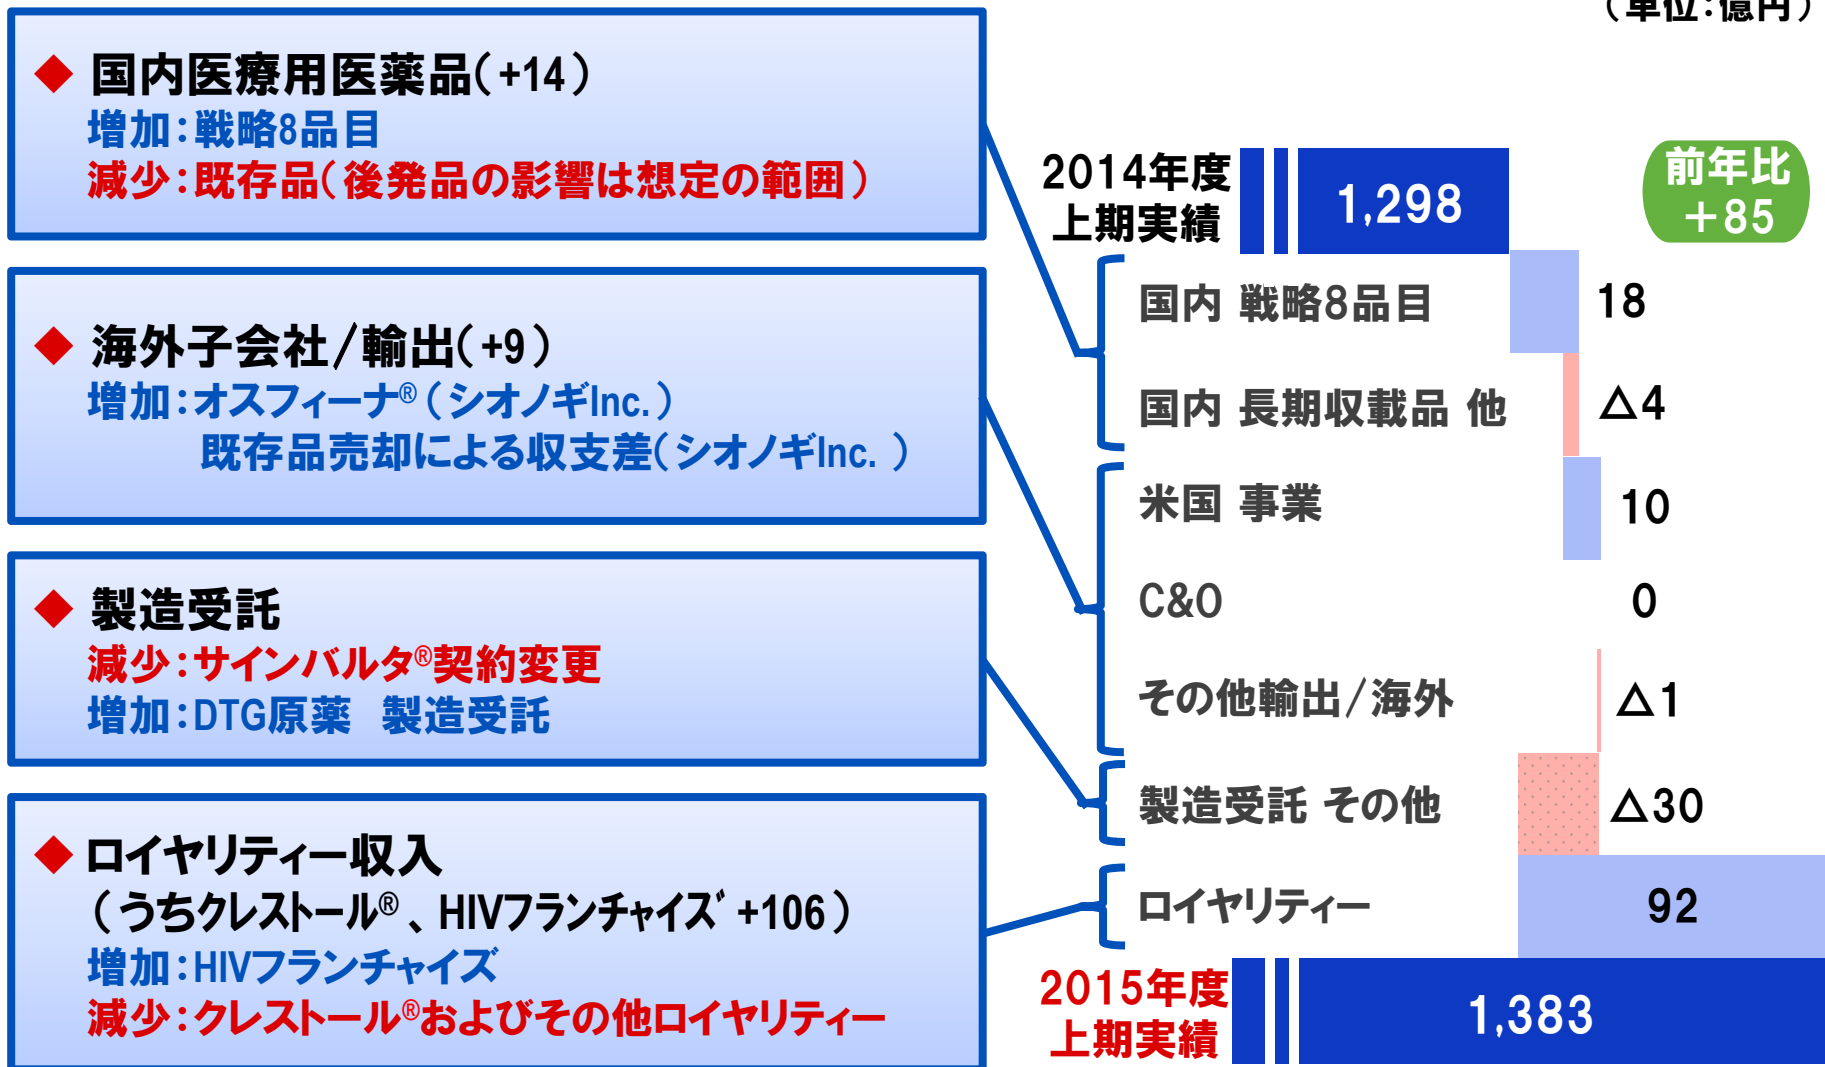 (単位:億円)
◆ 国内医療用医薬品(+14)
増加:戦略8品目
減少:既存品(後発品の影響は想定の範囲)
◆ 海外子会社/輸出(+9)
増加:オスフィーナ®(シオノギInc.)
既存品売却による収支差(シオノギInc. )
◆ 製造受託
減少:サインバルタ®契約変更
増加:DTG原薬 製造受託
◆ ロイヤリティー収入
(うちクレストール®、HIVフランチャイズ +106)
増加:HIVフランチャイズ
減少:クレストール®およびその他ロイヤリティー
2014年度
上期実績
1,298
前年比
+85
国内 戦略8品目
18
国内 長期収載品 他
△4
米国 事業
10
C&O
0
その他輸出/海外
△1
製造受託 その他
△30
ロイヤリティー
92
2015年度
上期実績
1,383